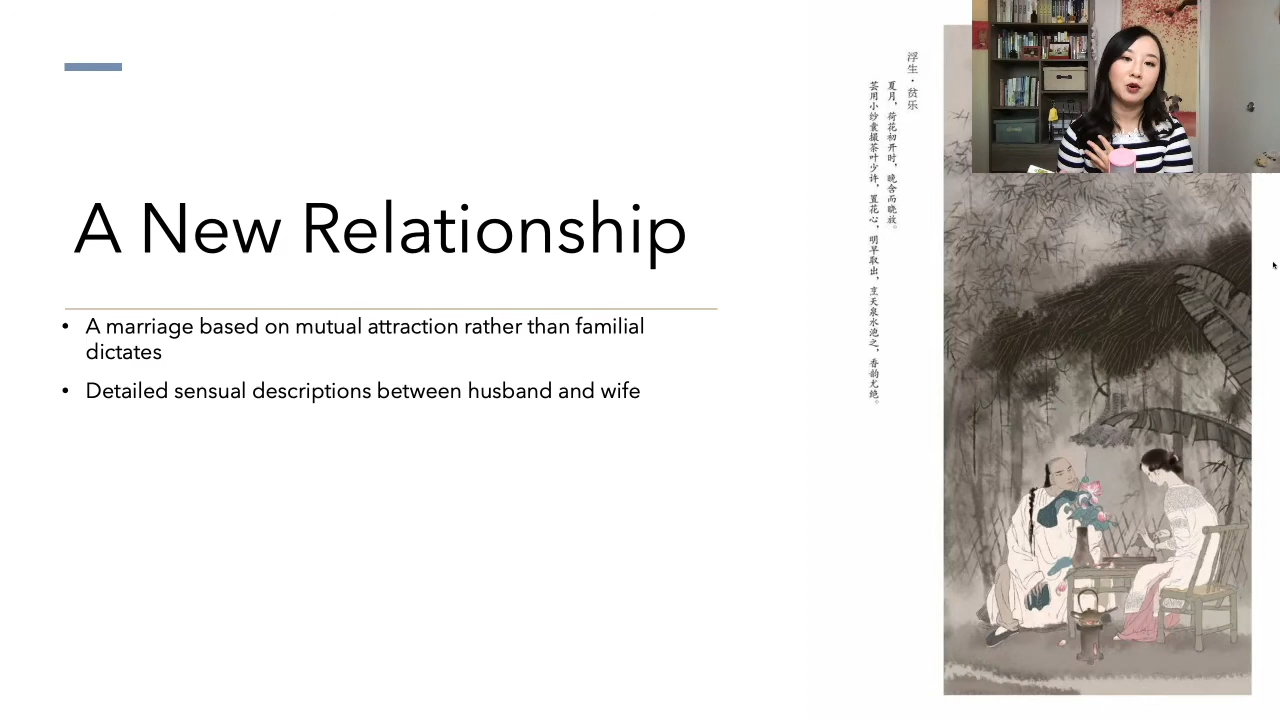 A New Relationship
• A marriage based on mutual attraction rather than familial
dictates
• Detailed sensual descriptions between husband and wife
浮生·贫乐
夏月，荷花初开时，晚含而晓放。
芸用小纱囊撮茶叶少许，置花心，明早取出，烹天泉水泡之，香韵尤绝。